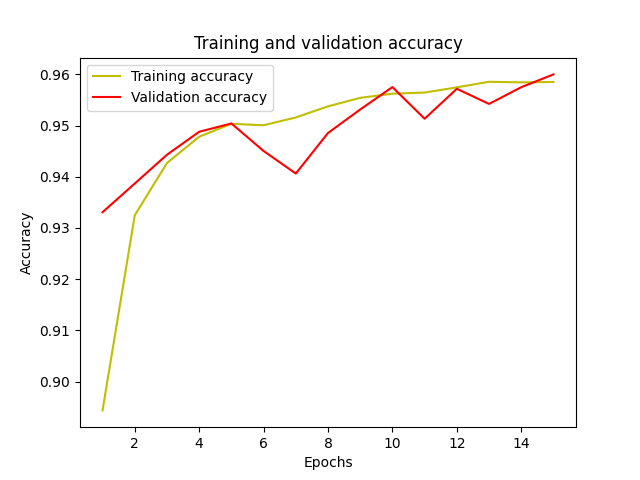 Training and validation accuracy
Training accuracy
Validation accuracy
0.96
0.95
0.94
0.93
0.92
0.91
0.90
Accuracy
2 4 6 8 10 12 14
Epochs